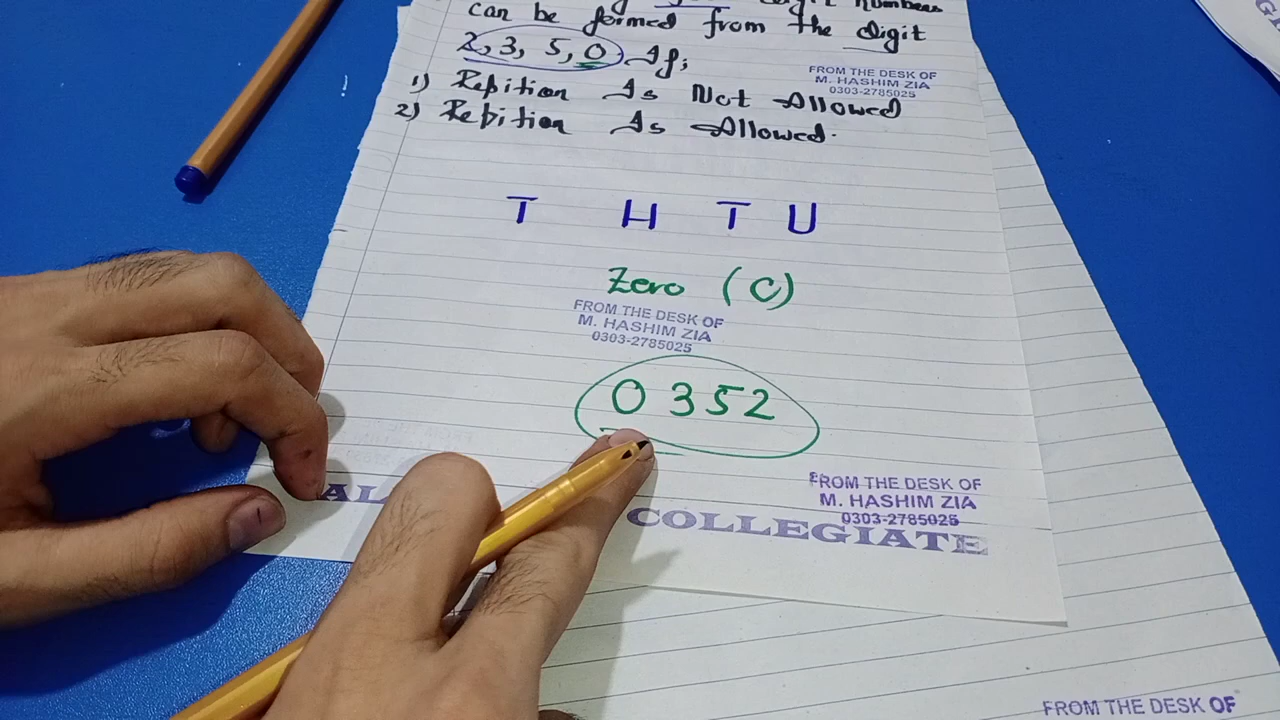 can be formed from the digit
2, 3, 5, 0 If;
1) Repition Is Not Allowed
2) Repition Is Allowed.
FROM THE DESK OF
M. HASHIM ZIA
0303-2785025
T H T U
Zero (0)
FROM THE DESK OF
M. HASHIM ZIA
0303-2785025
0 3 5 2
FROM THE DESK OF
M. HASHIM ZIA
0303-2785025
COLLEGIATE
FROM THE DESK OF